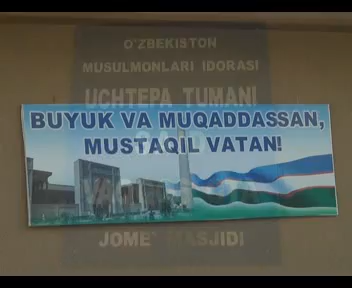 O'ZBEKISTON
MUSULMONLARI IDORASI
UCHTEPA TUMANI
BUYUK VA MUQADDASSAN,
MUSTAQIL VATAN!
JOME' MASJIDI